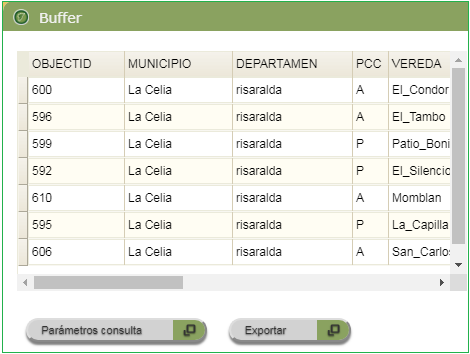 Buffer
OBJECTID MUNICIPIO DEPARTAMEN PCC VEREDA
600 La Celia risaralda A El_Condor
596 La Celia risaralda A El_Tambo
599 La Celia risaralda P Patio_Boni
592 La Celia risaralda P El_Silencio
610 La Celia risaralda A Momblan
595 La Celia risaralda P La_Capilla
606 La Celia risaralda A San_Carlos
Parámetros consulta Exportar